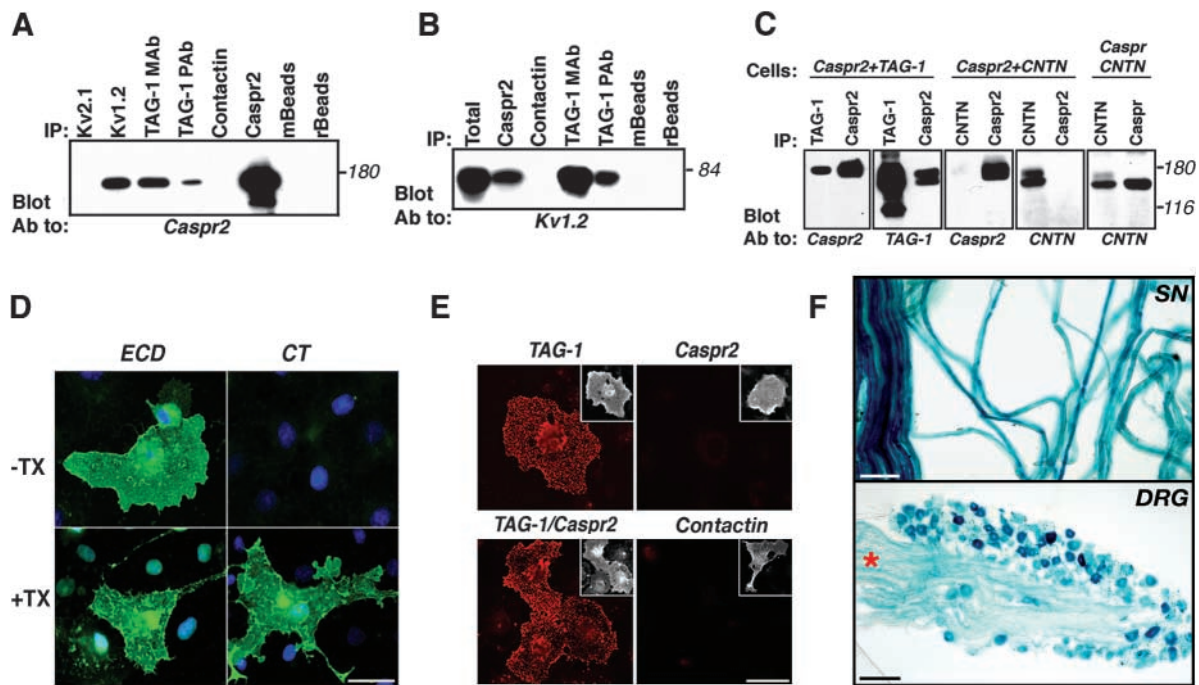 A
IP: Kv2.1 Kv1.2 TAG-1 MAb TAG-1 PAb Contactin Caspr2 mBeads rBeads
-180
Blot
Ab to: Caspr2
B
IP: Total Caspr2 Contactin TAG-1 MAb TAG-1 PAb mBeads rBeads
-84
Blot
Ab to: Kv1.2
C
Cells: Caspr2+TAG-1 Caspr2+CNTN Caspr CNTN
IP: TAG-1 Caspr2 TAG-1 Caspr2 CNTN Caspr2 CNTN Caspr2 CNTN Caspr
-180
-116
Blot
Ab to: Caspr2 TAG-1 Caspr2 CNTN CNTN
D
ECD CT
-TX
+TX
E
TAG-1 Caspr2
TAG-1/Caspr2 Contactin
F
SN
DRG
*